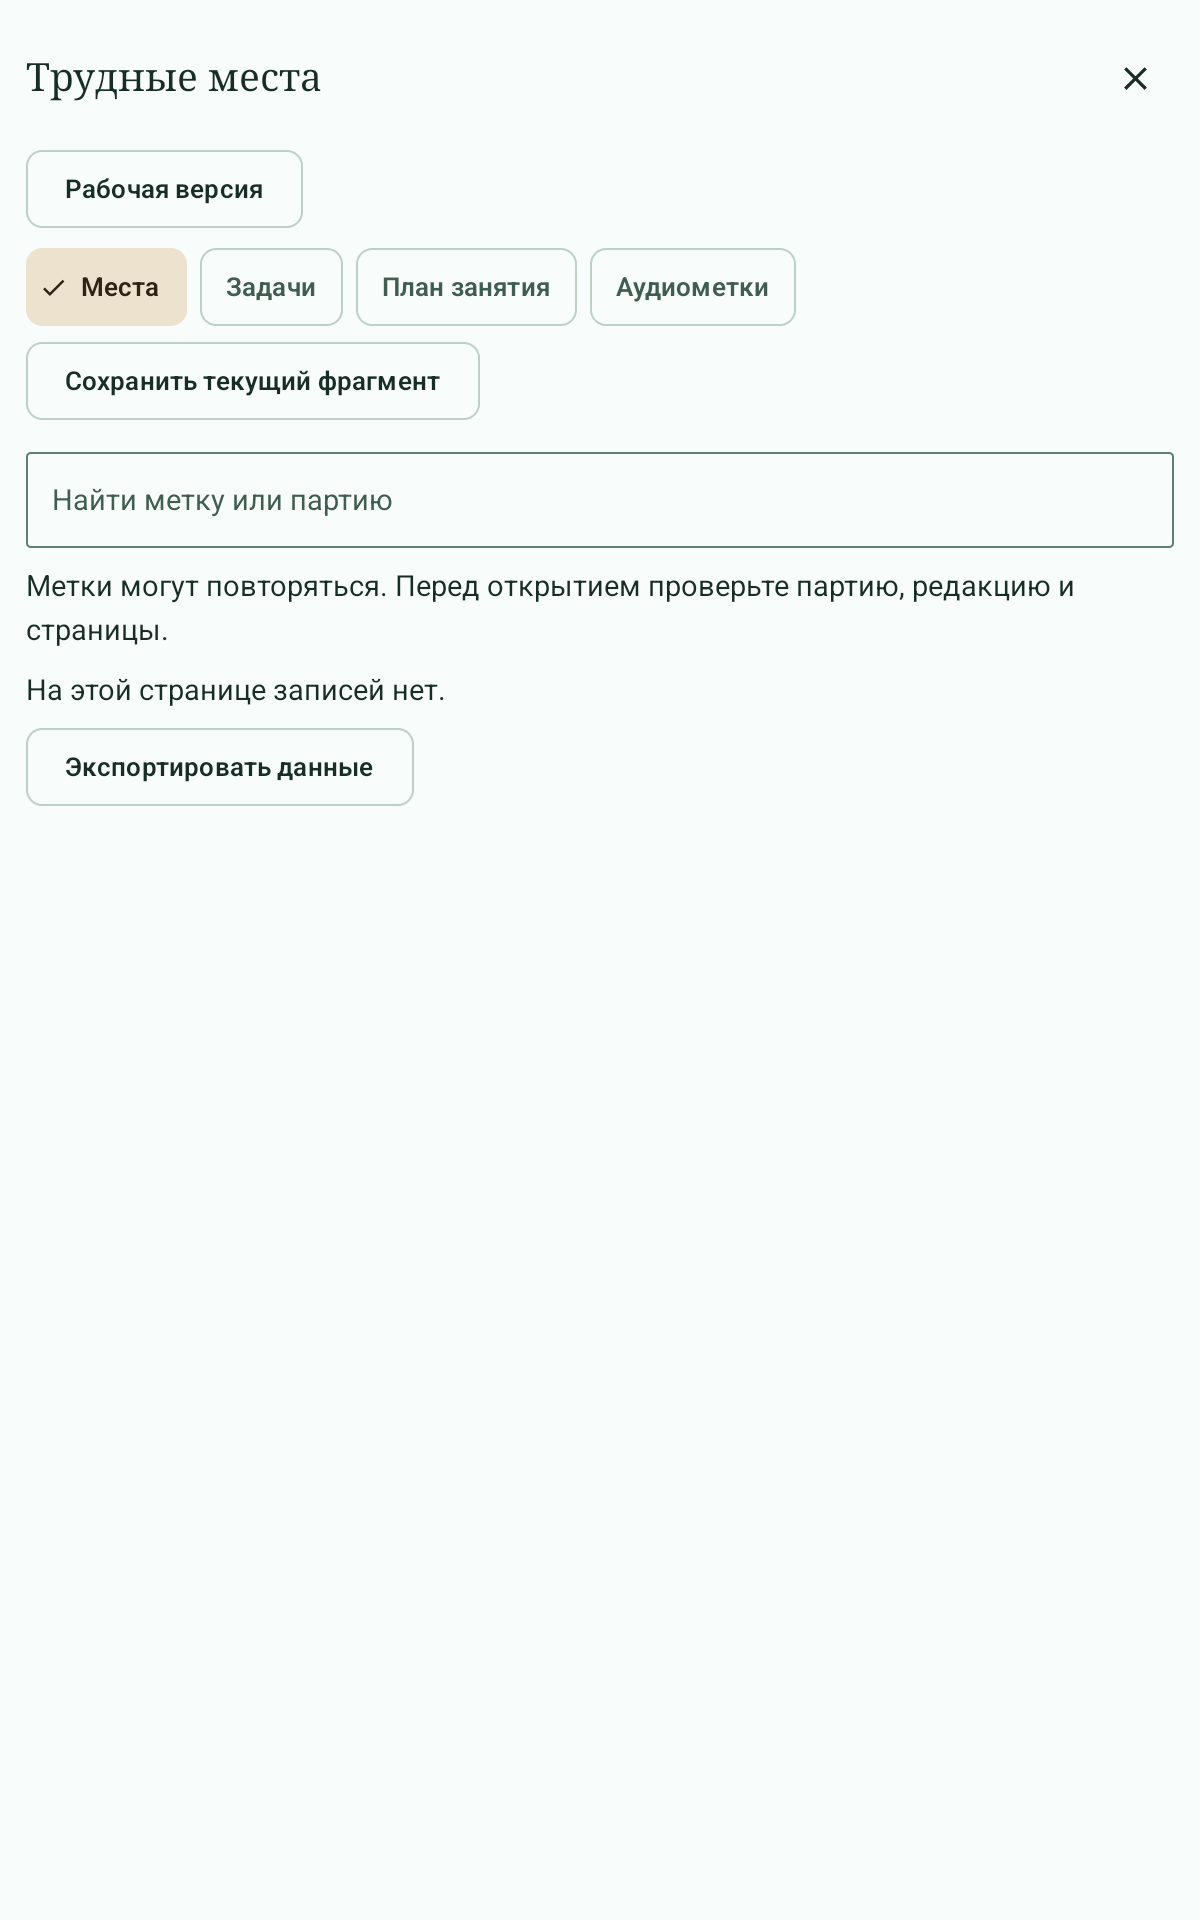 Трудные места
Рабочая версия
Места
Задачи
План занятия
Аудиометки
Сохранить текущий фрагмент
Найти метку или партию
Метки могут повторяться. Перед открытием проверьте партию, редакцию и
страницы.
На этой странице записей нет.
Экспортировать данные